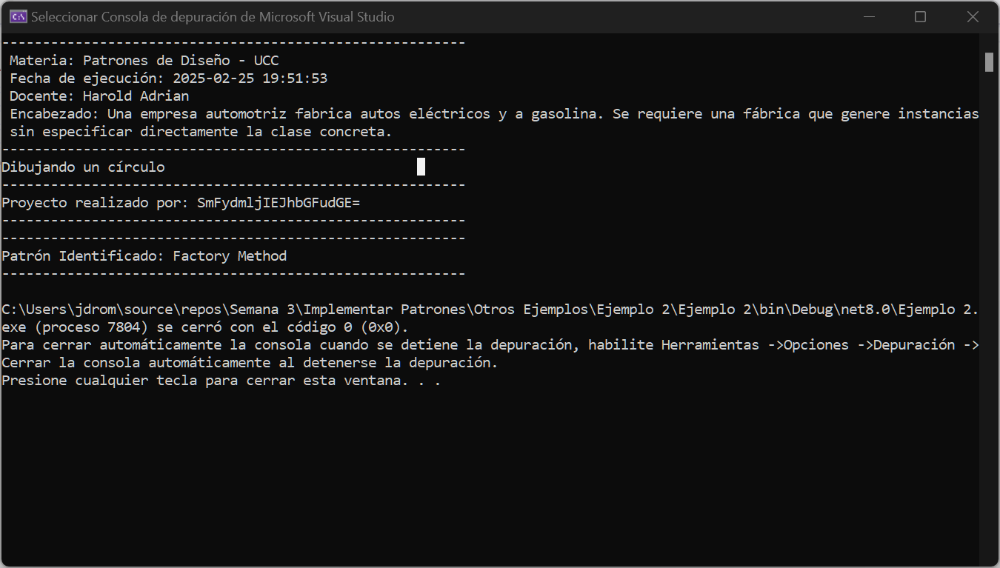 Seleccionar Consola de depuración de Microsoft Visual Studio
---------------------------------------------------------
Materia: Patrones de Diseño - UCC
Fecha de ejecución: 2025-02-25 19:51:53
Docente: Harold Adrian
Encabezado: Una empresa automotriz fabrica autos eléctricos y a gasolina. Se requiere una fábrica que genere instancias
sin especificar directamente la clase concreta.
---------------------------------------------------------
Dibujando un círculo
---------------------------------------------------------
Proyecto realizado por: SmFydmljIEJhbGFudGE=
---------------------------------------------------------
---------------------------------------------------------
Patrón Identificado: Factory Method
---------------------------------------------------------
C:\Users\jdrom\source\repos\Semana 3\Implementar Patrones\Otros Ejemplos\Ejemplo 2\Ejemplo 2\bin\Debug\net8.0\Ejemplo 2.
exe (proceso 7804) se cerró con el código 0 (0x0).
Para cerrar automáticamente la consola cuando se detiene la depuración, habilite Herramientas ->Opciones ->Depuración ->
Cerrar la consola automáticamente al detenerse la depuración.
Presione cualquier tecla para cerrar esta ventana. . .